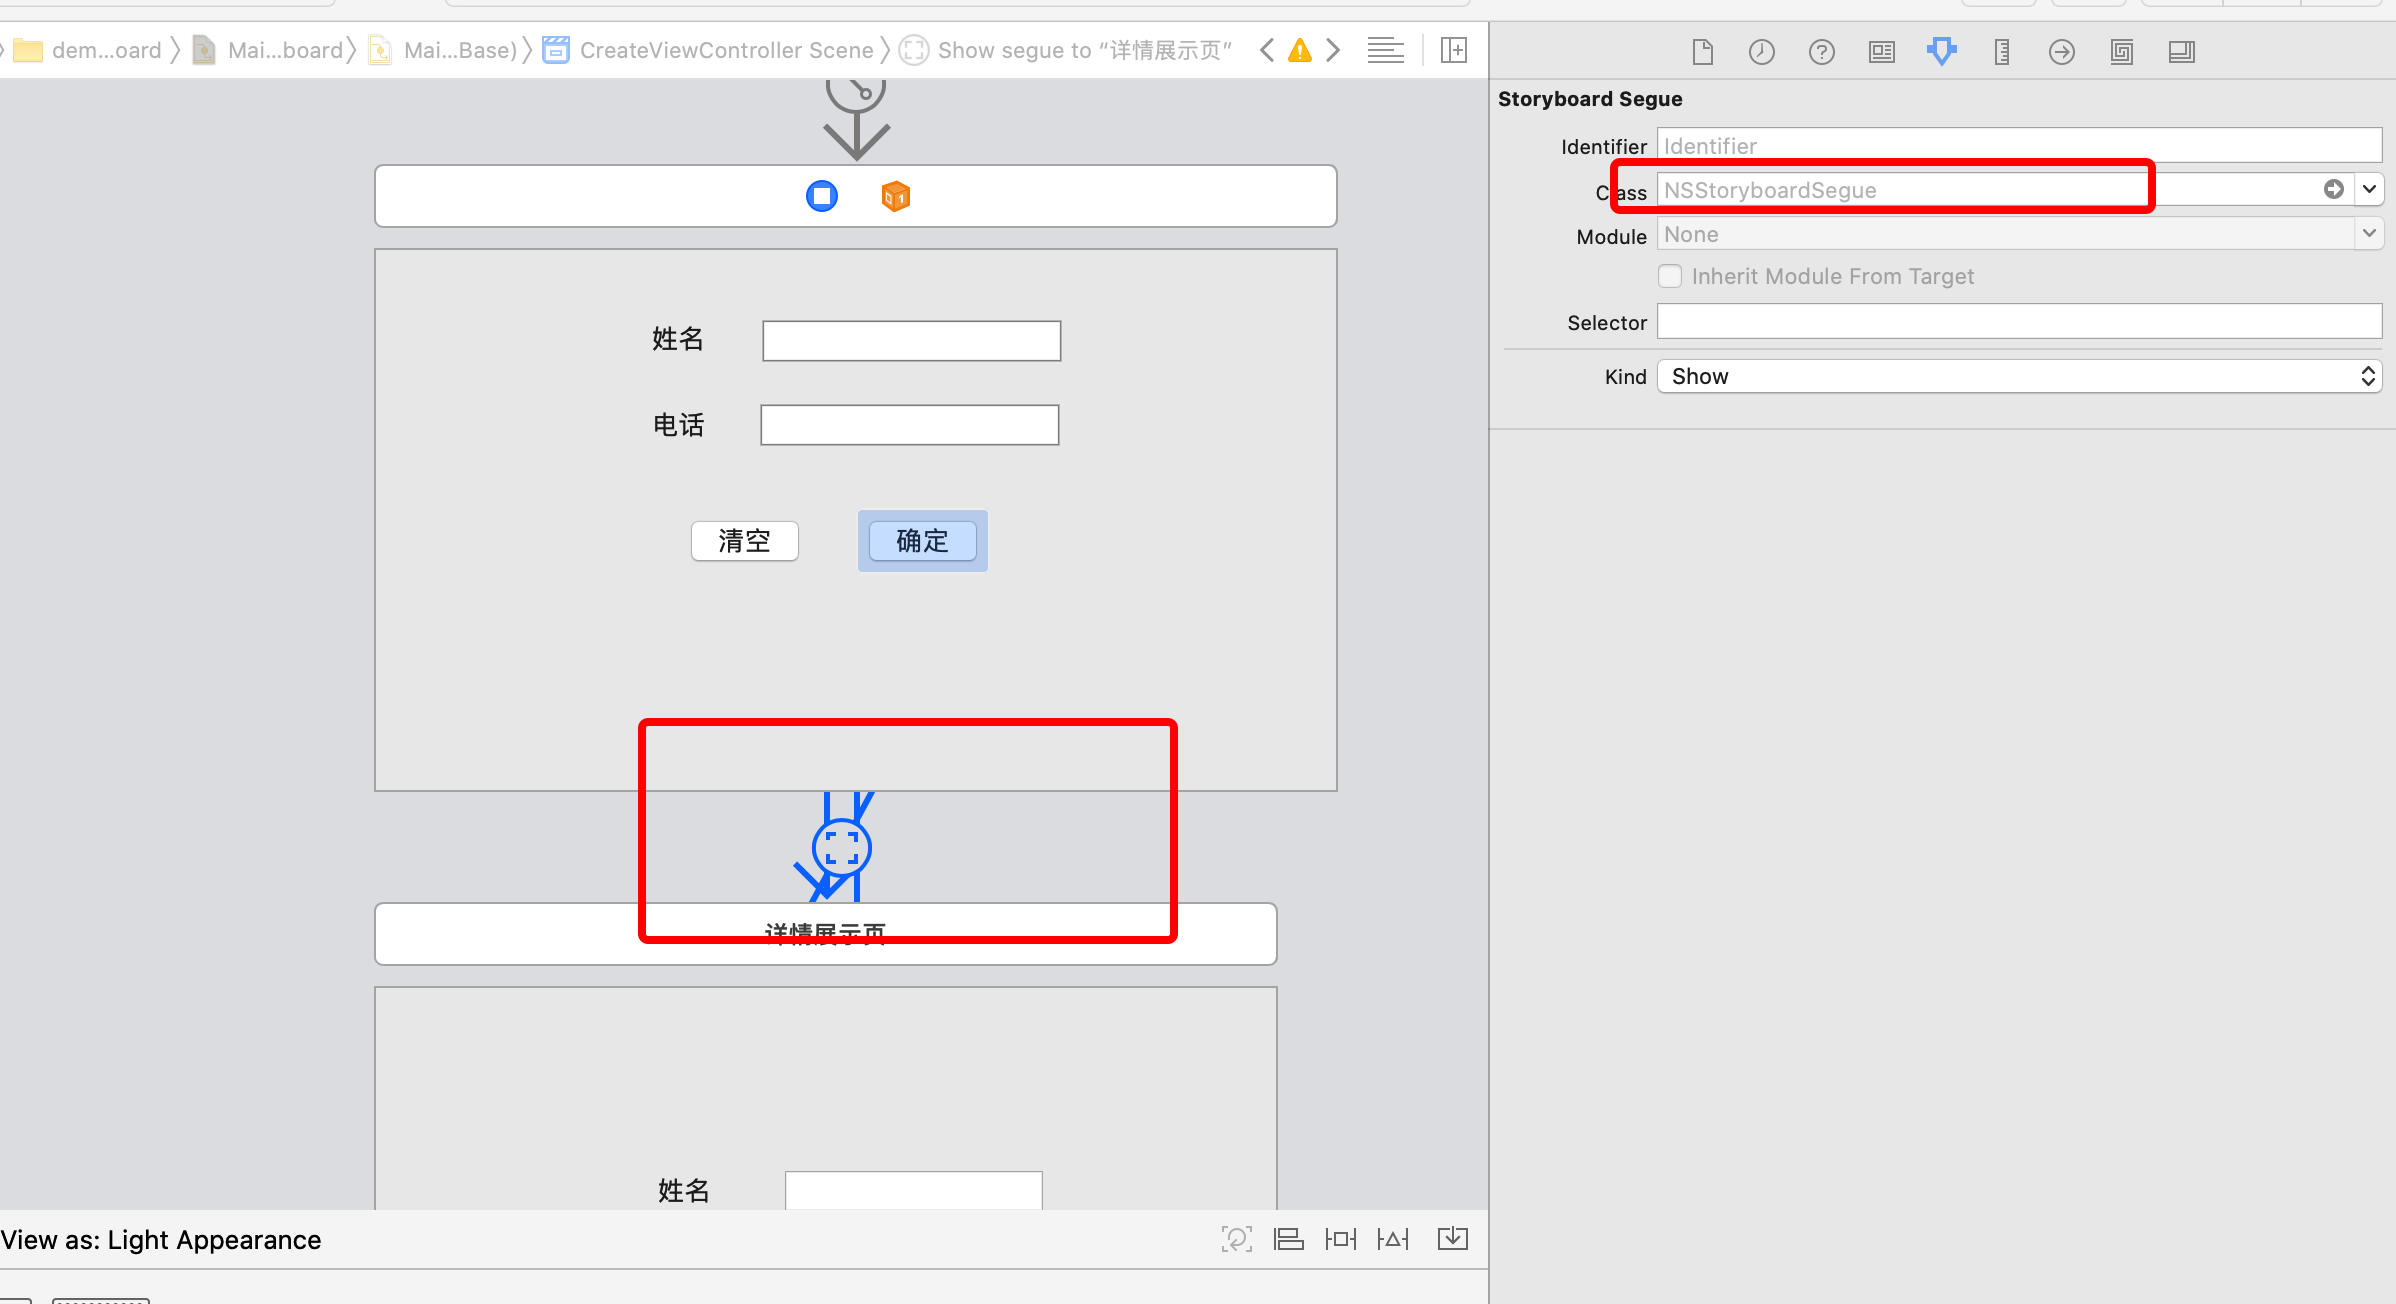 dem...oard
Mai...board
Mai...Base)
CreateViewController Scene
Show segue to “详情展示页”
Storyboard Segue
Identifier
Identifier
Class
NSStoryboardSegue
Module
None
Inherit Module From Target
Selector
Kind
Show
姓名
电话
清空
确定
详情展示页
姓名
View as: Light Appearance